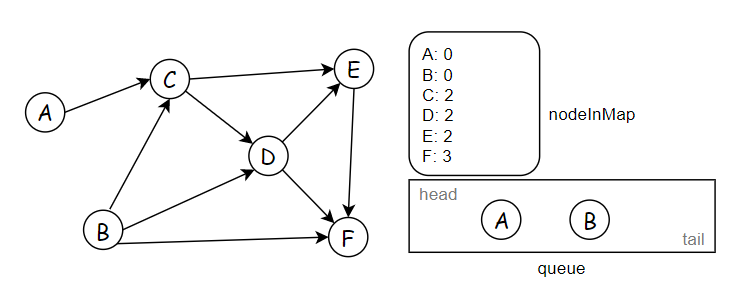 A
C
E
D
B
F
A: 0
B: 0
C: 2
D: 2
E: 2
F: 3
nodeInMap
head
A
B
tail
queue